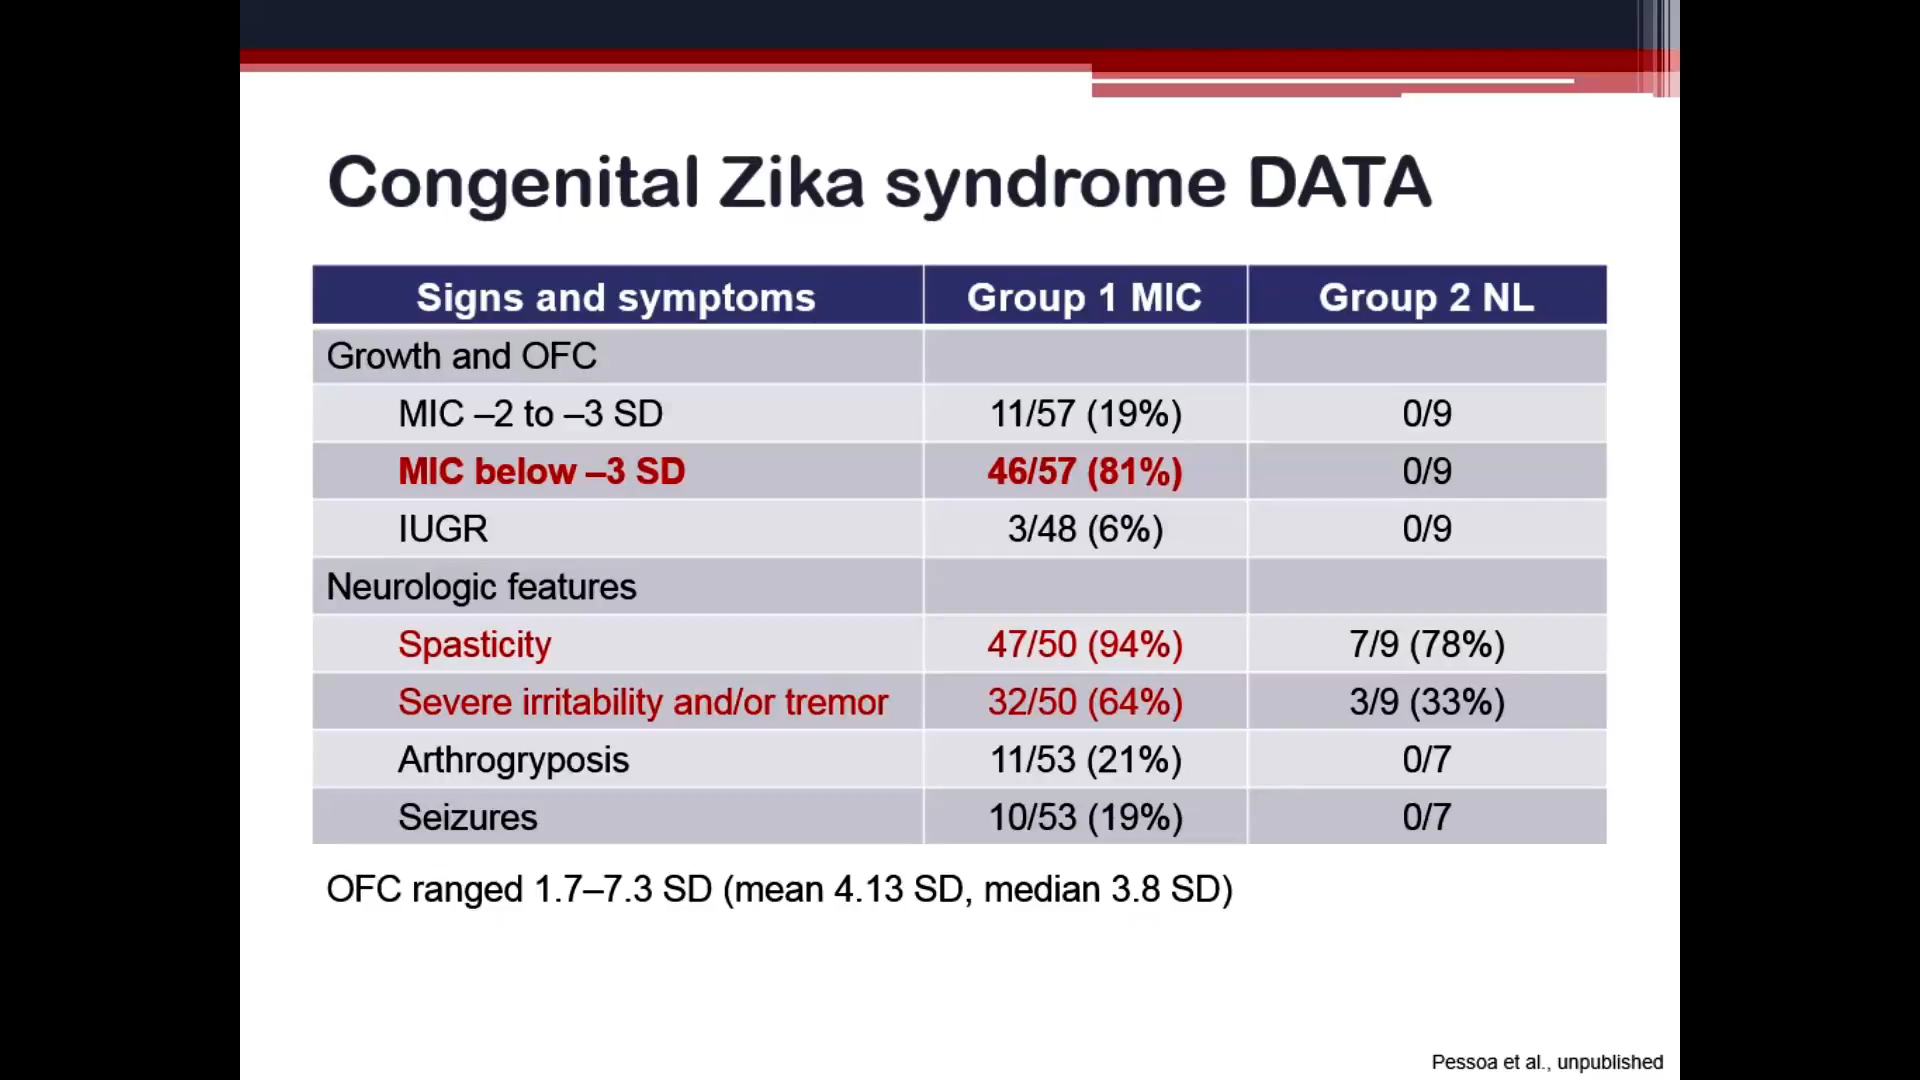 Congenital Zika syndrome DATA
Signs and symptoms Group 1 MIC Group 2 NL
Growth and OFC
MIC –2 to –3 SD 11/57 (19%) 0/9
MIC below –3 SD 46/57 (81%) 0/9
IUGR 3/48 (6%) 0/9
Neurologic features
Spasticity 47/50 (94%) 7/9 (78%)
Severe irritability and/or tremor 32/50 (64%) 3/9 (33%)
Arthrogryposis 11/53 (21%) 0/7
Seizures 10/53 (19%) 0/7
OFC ranged 1.7–7.3 SD (mean 4.13 SD, median 3.8 SD)
Pessoa et al., unpublished